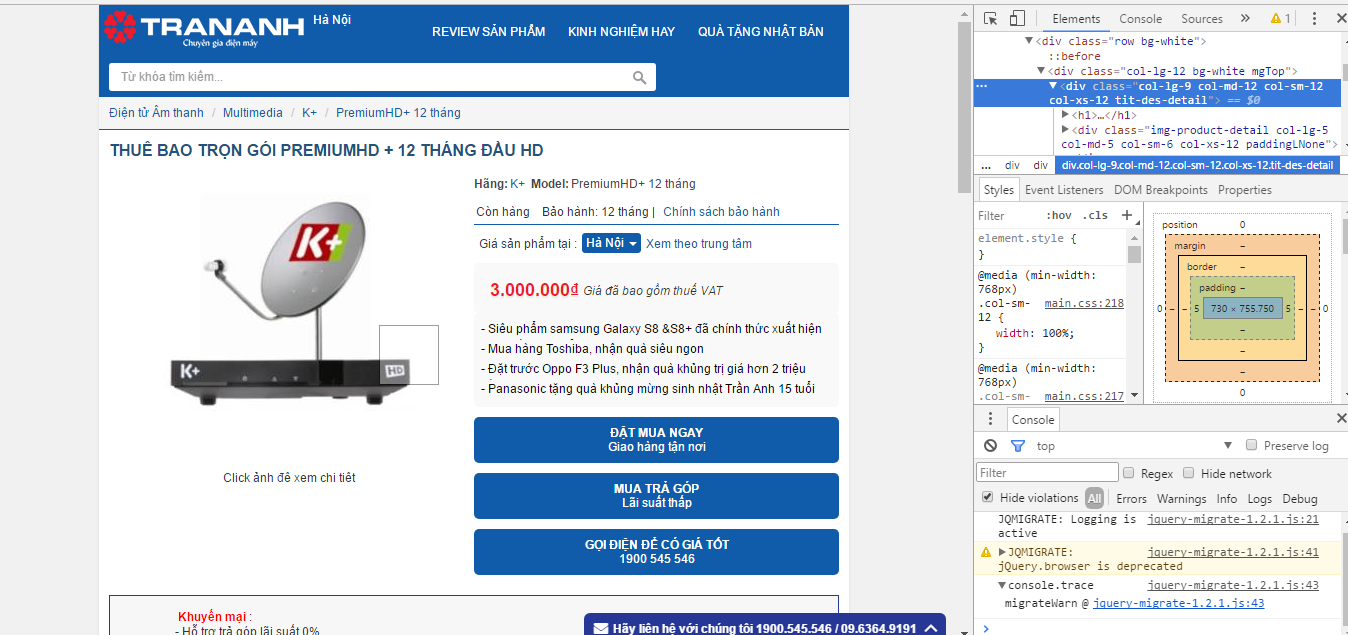 TRANANH
Chuyên gia điện máy
Hà Nội
REVIEW SẢN PHẨM
KINH NGHIỆM HAY
QUÀ TẶNG NHẬT BẢN
Từ khóa tìm kiếm...
Điện tử Âm thanh / Multimedia / K+ / PremiumHD+ 12 tháng
THUÊ BAO TRỌN GÓI PREMIUMHD + 12 THÁNG ĐẦU HD
K+
K+
HD
Click ảnh để xem chi tiết
Hãng: K+ Model: PremiumHD+ 12 tháng
Còn hàng Bảo hành: 12 tháng | Chính sách bảo hành
Giá sản phẩm tại : Hà Nội Xem theo trung tâm
3.000.000₫ Giá đã bao gồm thuế VAT
- Siêu phẩm samsung Galaxy S8 &S8+ đã chính thức xuất hiện
- Mua hàng Toshiba, nhận quà siêu ngon
- Đặt trước Oppo F3 Plus, nhận quà khủng trị giá hơn 2 triệu
- Panasonic tặng quà khủng mừng sinh nhật Trần Anh 15 tuổi
ĐẶT MUA NGAY
Giao hàng tận nơi
MUA TRẢ GÓP
Lãi suất thấp
GỌI ĐIỆN ĐỂ CÓ GIÁ TỐT
1900 545 546
Khuyến mại :
- Hỗ trợ trả góp lãi suất 0%
Hãy liên hệ với chúng tôi 1900.545.546 / 09.6364.9191
Elements Console Sources » 1
<div class="row bg-white">
::before
<div class="col-lg-12 bg-white mgTop">
... <div class="col-lg-9 col-md-12 col-sm-12
col-xs-12 tit-des-detail"> == $0
<h1>…</h1>
<div class="img-product-detail col-lg-5
col-md-5 col-sm-6 col-xs-12 paddingLNone">
... div div div.col-lg-9.col-md-12.col-sm-12.col-xs-12.tit-des-detail
Styles Event Listeners DOM Breakpoints Properties
Filter :hov .cls +
element.style {
}
@media (min-width:
768px)
.col-sm- main.css:218
12 {
width: 100%;
}
@media (min-width:
768px)
.col-sm- main.css:217
position 0
margin –
border –
padding –
0 – – 5 730 × 755.750 5 – – 0
–
–
–
0
Console
top Preserve log
Filter Regex Hide network
Hide violations All Errors Warnings Info Logs Debug
JQMIGRATE: Logging is jquery-migrate-1.2.1.js:21
active
JQMIGRATE: jquery-migrate-1.2.1.js:41
jQuery.browser is deprecated
console.trace jquery-migrate-1.2.1.js:43
migrateWarn @ jquery-migrate-1.2.1.js:43